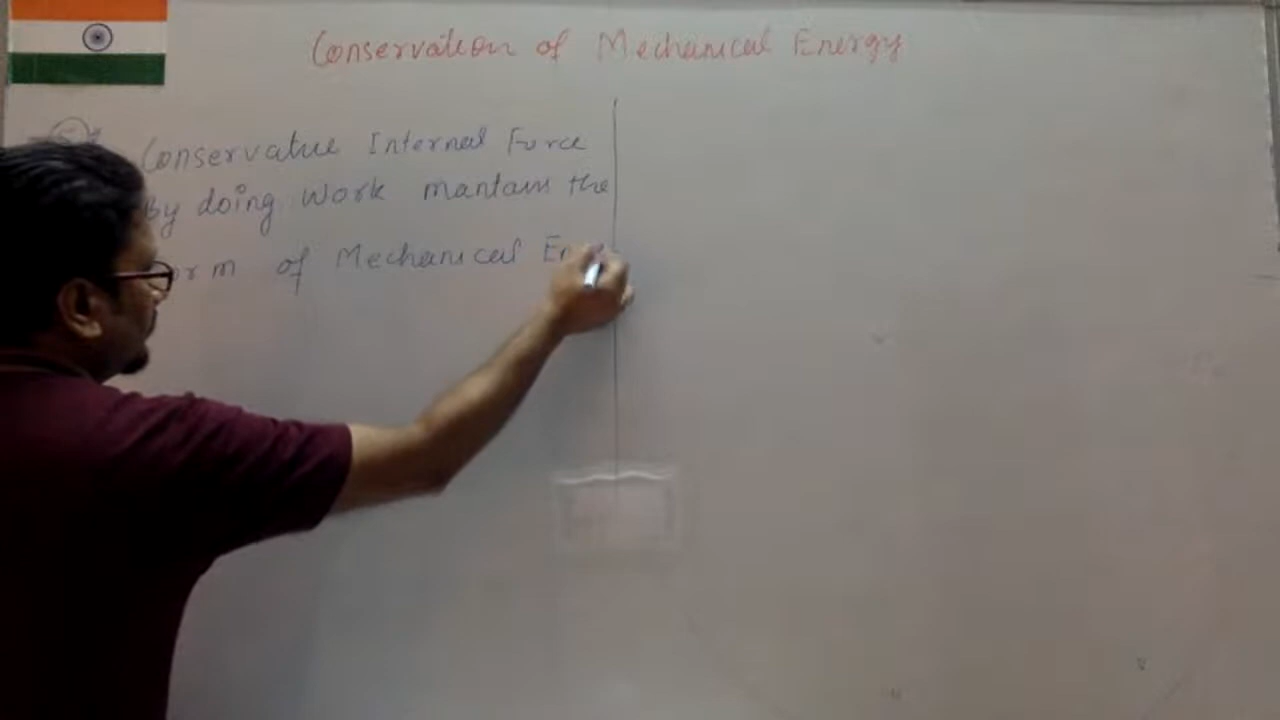 Conservation of Mechanical Energy
Conservative Internal Force
By doing Work mantain the
of Mechanical